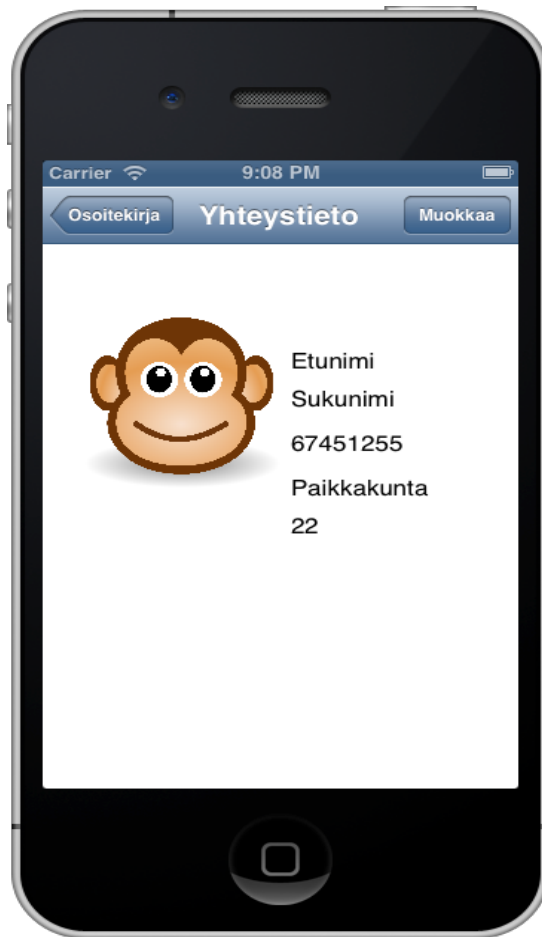 Carrier 9:08 PM
Osoitekirja Yhteystieto Muokkaa
Etunimi
Sukunimi
67451255
Paikkakunta
22